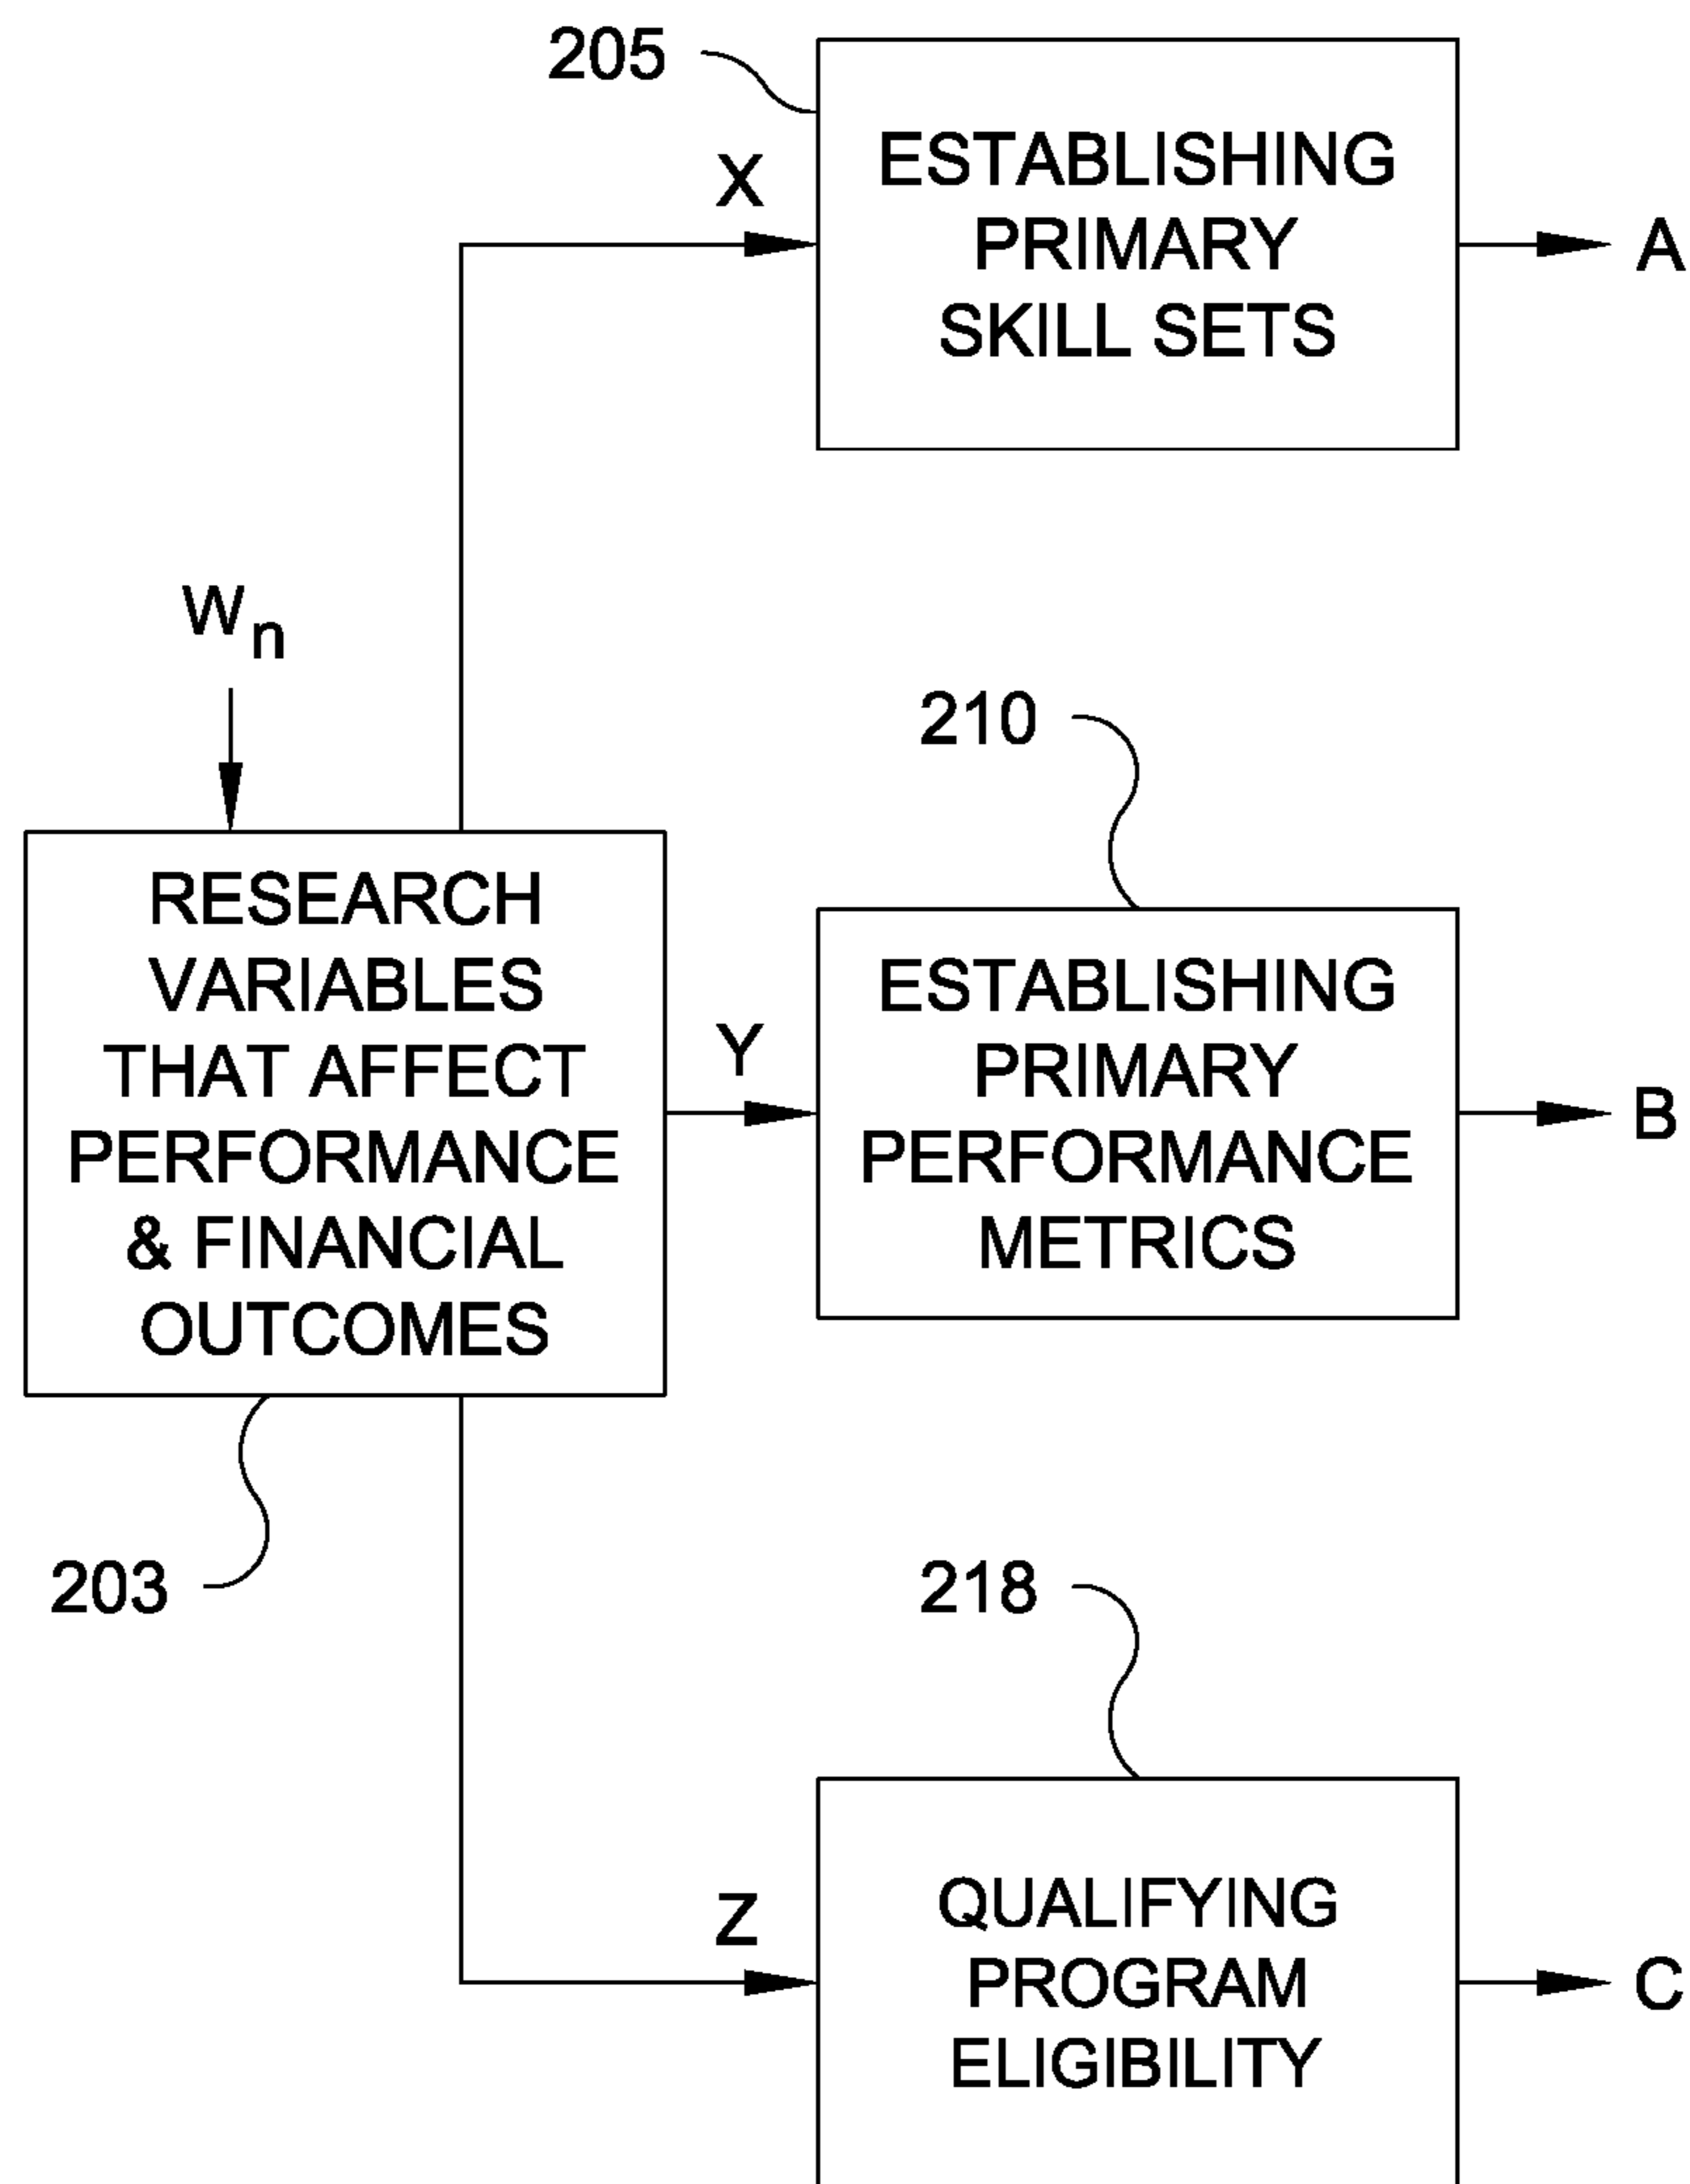 205
X
ESTABLISHING
PRIMARY
SKILL SETS
A
Wn
RESEARCH
VARIABLES
THAT AFFECT
PERFORMANCE
& FINANCIAL
OUTCOMES
203
210
Y
ESTABLISHING
PRIMARY
PERFORMANCE
METRICS
B
218
Z
QUALIFYING
PROGRAM
ELIGIBILITY
C